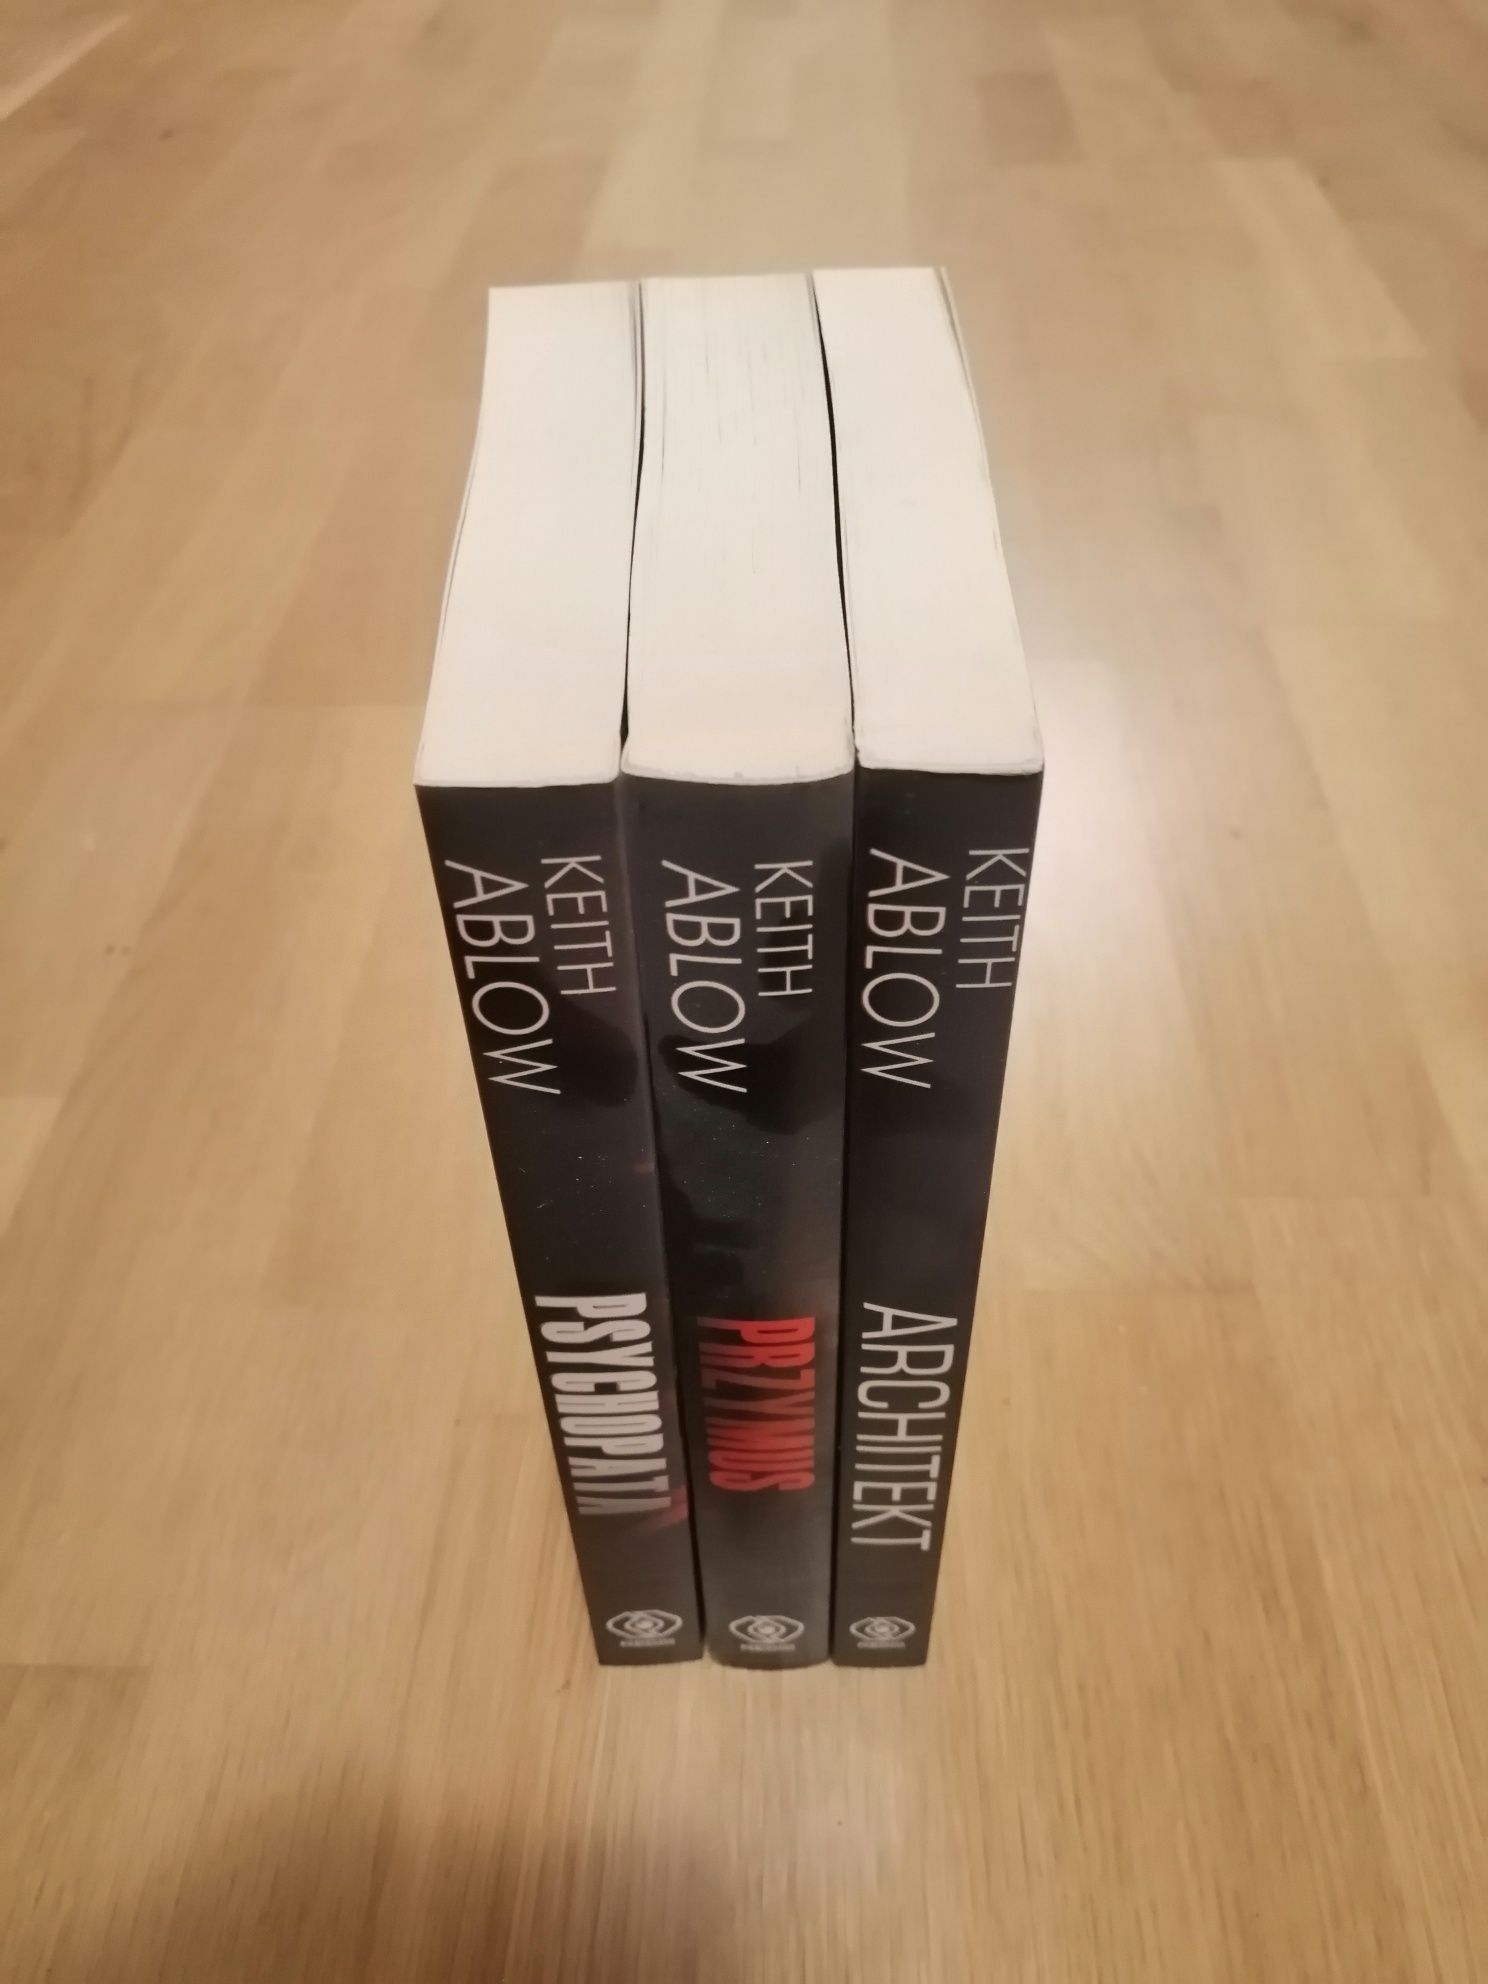 KEITH
ABLOW
PSYCHOPATA
KEITH
ABLOW
PRZYMUS
KEITH
ABLOW
ARCHITEKT